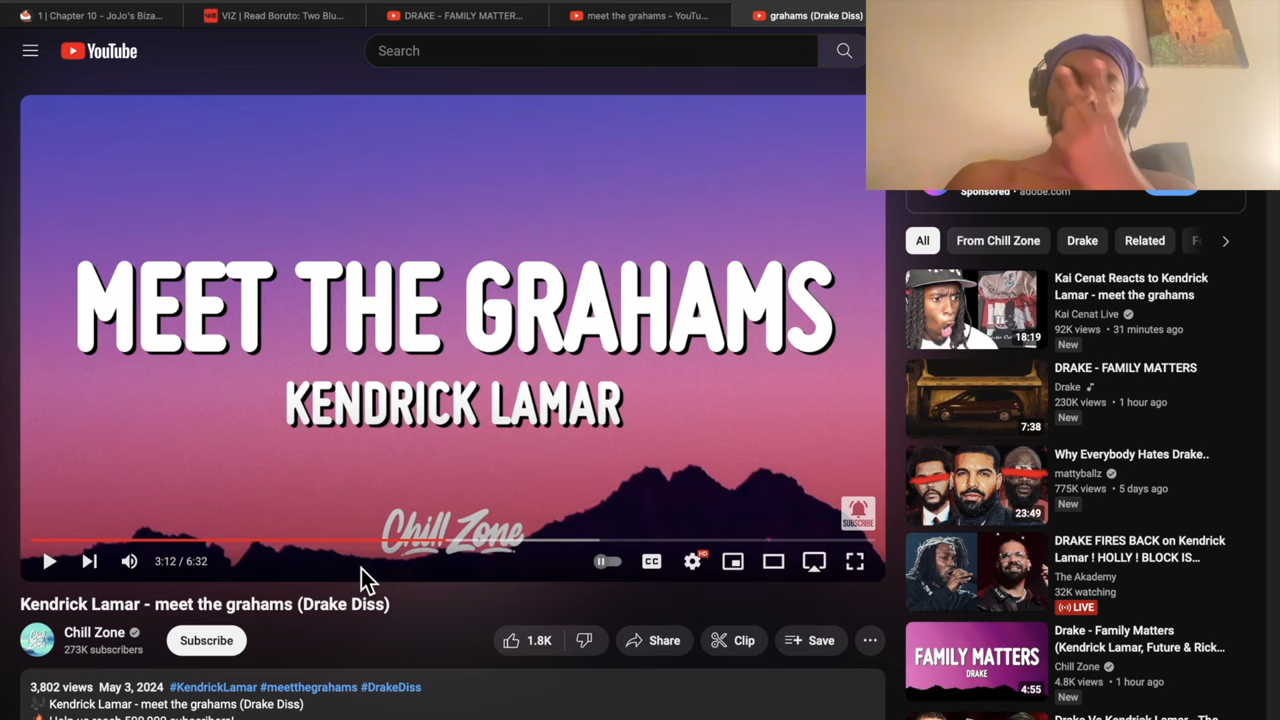 1 | Chapter 10 - JoJo's Biza...
VIZ | Read Boruto: Two Blu...
DRAKE - FAMILY MATTER...
meet the grahams - YouTu...
grahams (Drake Diss)
YouTube
Search
MEET THE GRAHAMS
KENDRICK LAMAR
Chill Zone
SUBSCRIBE
3:12 / 6:32
CC
HD
Kendrick Lamar - meet the grahams (Drake Diss)
Chill Zone
273K subscribers
Subscribe
1.8K
Share
Clip
Save
3,802 views May 3, 2024 #KendrickLamar #meetthegrahams #DrakeDiss
Kendrick Lamar - meet the grahams (Drake Diss)
Sponsored · adobe.com
All
From Chill Zone
Drake
Related
Kai Cenat Reacts to Kendrick
Lamar - meet the grahams
Kai Cenat Live
92K views • 31 minutes ago
New
18:19
DRAKE - FAMILY MATTERS
Drake
230K views • 1 hour ago
New
7:38
Why Everybody Hates Drake..
mattyballz
775K views • 5 days ago
New
23:49
DRAKE FIRES BACK on Kendrick
Lamar ! HOLLY ! BLOCK IS...
The Akademy
32K watching
LIVE
Drake - Family Matters
(Kendrick Lamar, Future & Rick...
Chill Zone
4.8K views • 1 hour ago
New
FAMILY MATTERS
DRAKE
4:55